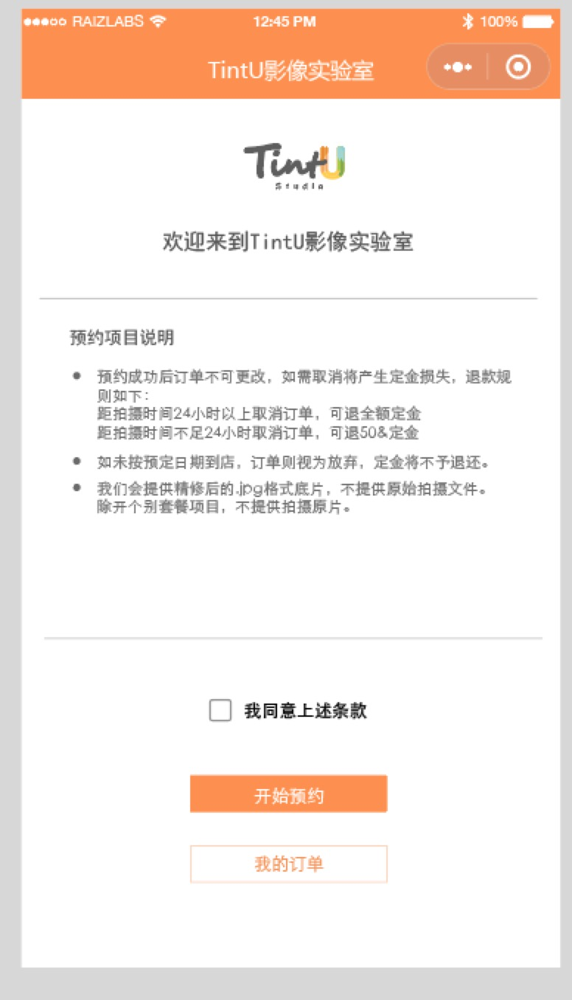 RAIZLABS 12:45 PM 100%
TintU影像实验室
TintU
Studio
欢迎来到TintU影像实验室
预约项目说明
• 预约成功后订单不可更改，如需取消将产生定金损失，退款规
则如下：
距拍摄时间24小时以上取消订单，可退全额定金
距拍摄时间不足24小时取消订单，可退50&定金
• 如未按预定日期到店，订单则视为放弃，定金将不予退还。
• 我们会提供精修后的.jpg格式底片，不提供原始拍摄文件。
除开个别套餐项目，不提供拍摄原片。
我同意上述条款
开始预约
我的订单